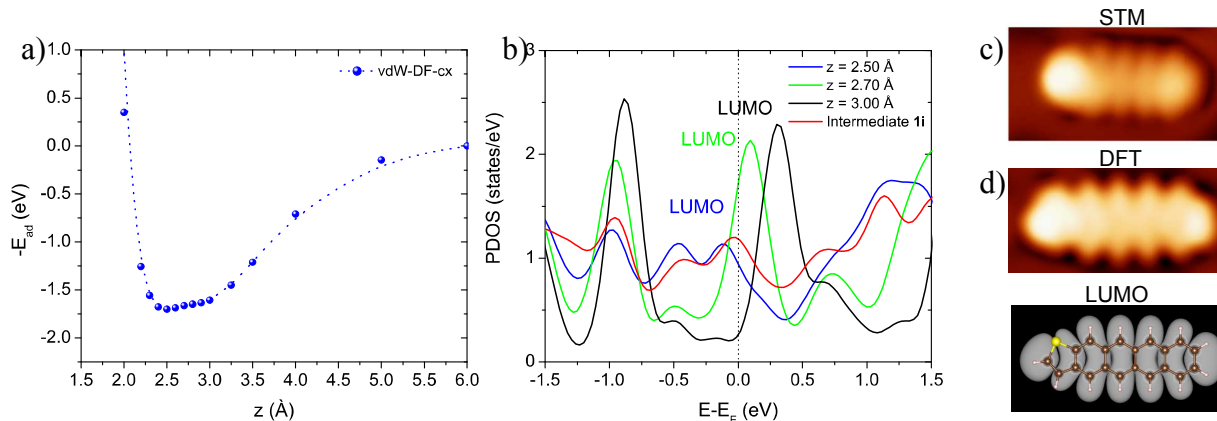 a)
1.0
0.5
0.0
-0.5
-1.0
-1.5
-2.0
-E_ad (eV)
vdW-DF-cx
1.5 2.0 2.5 3.0 3.5 4.0 4.5 5.0 5.5 6.0
z (Å)
b)
3
2
1
0
PDOS (states/eV)
z = 2.50 Å
z = 2.70 Å
z = 3.00 Å
Intermediate 1i
LUMO
LUMO
LUMO
-1.5 -1.0 -0.5 0.0 0.5 1.0 1.5
E-E_F (eV)
c)
STM
d)
DFT
LUMO